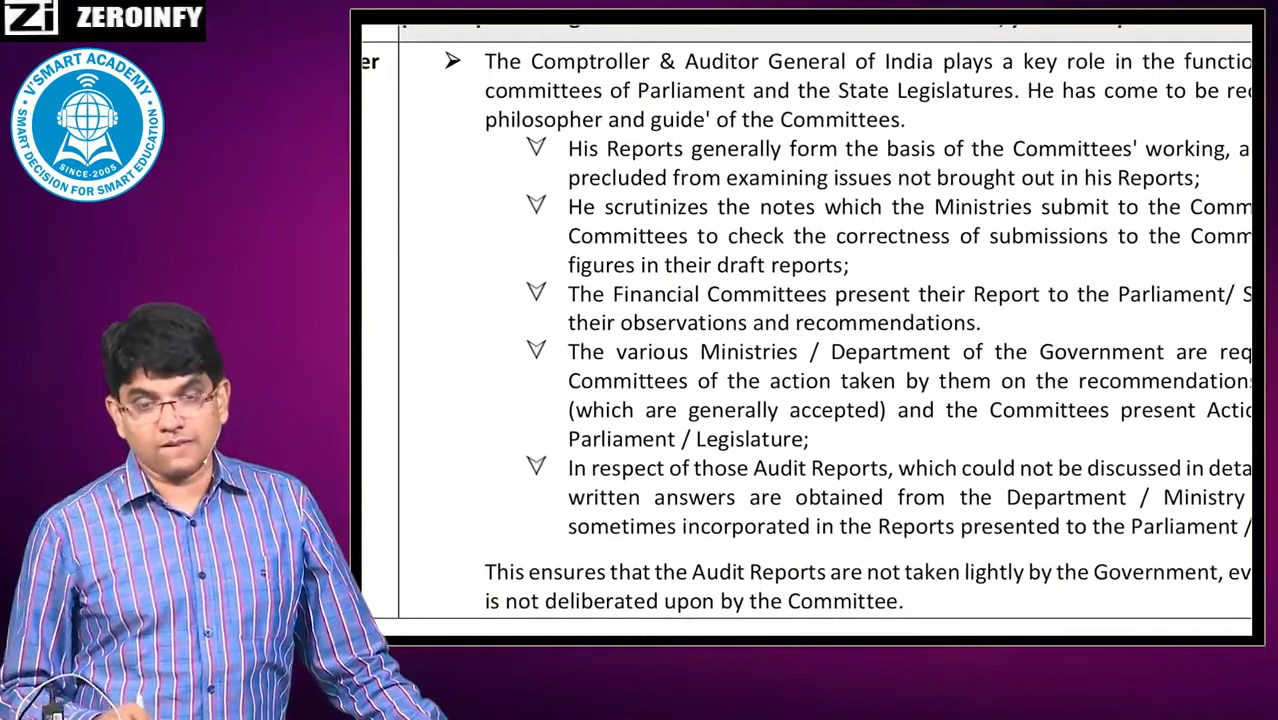 Zi ZEROINFY
V'SMART ACADEMY
SINCE-2005
SMART DECISION FOR SMART EDUCATION
er
➤ The Comptroller & Auditor General of India plays a key role in the functio
committees of Parliament and the State Legislatures. He has come to be re
philosopher and guide' of the Committees.
His Reports generally form the basis of the Committees' working, a
precluded from examining issues not brought out in his Reports;
He scrutinizes the notes which the Ministries submit to the Comm
Committees to check the correctness of submissions to the Comm
figures in their draft reports;
The Financial Committees present their Report to the Parliament/ S
their observations and recommendations.
The various Ministries / Department of the Government are req
Committees of the action taken by them on the recommendation
(which are generally accepted) and the Committees present Actio
Parliament / Legislature;
In respect of those Audit Reports, which could not be discussed in deta
written answers are obtained from the Department / Ministry
sometimes incorporated in the Reports presented to the Parliament /
This ensures that the Audit Reports are not taken lightly by the Government, ev
is not deliberated upon by the Committee.